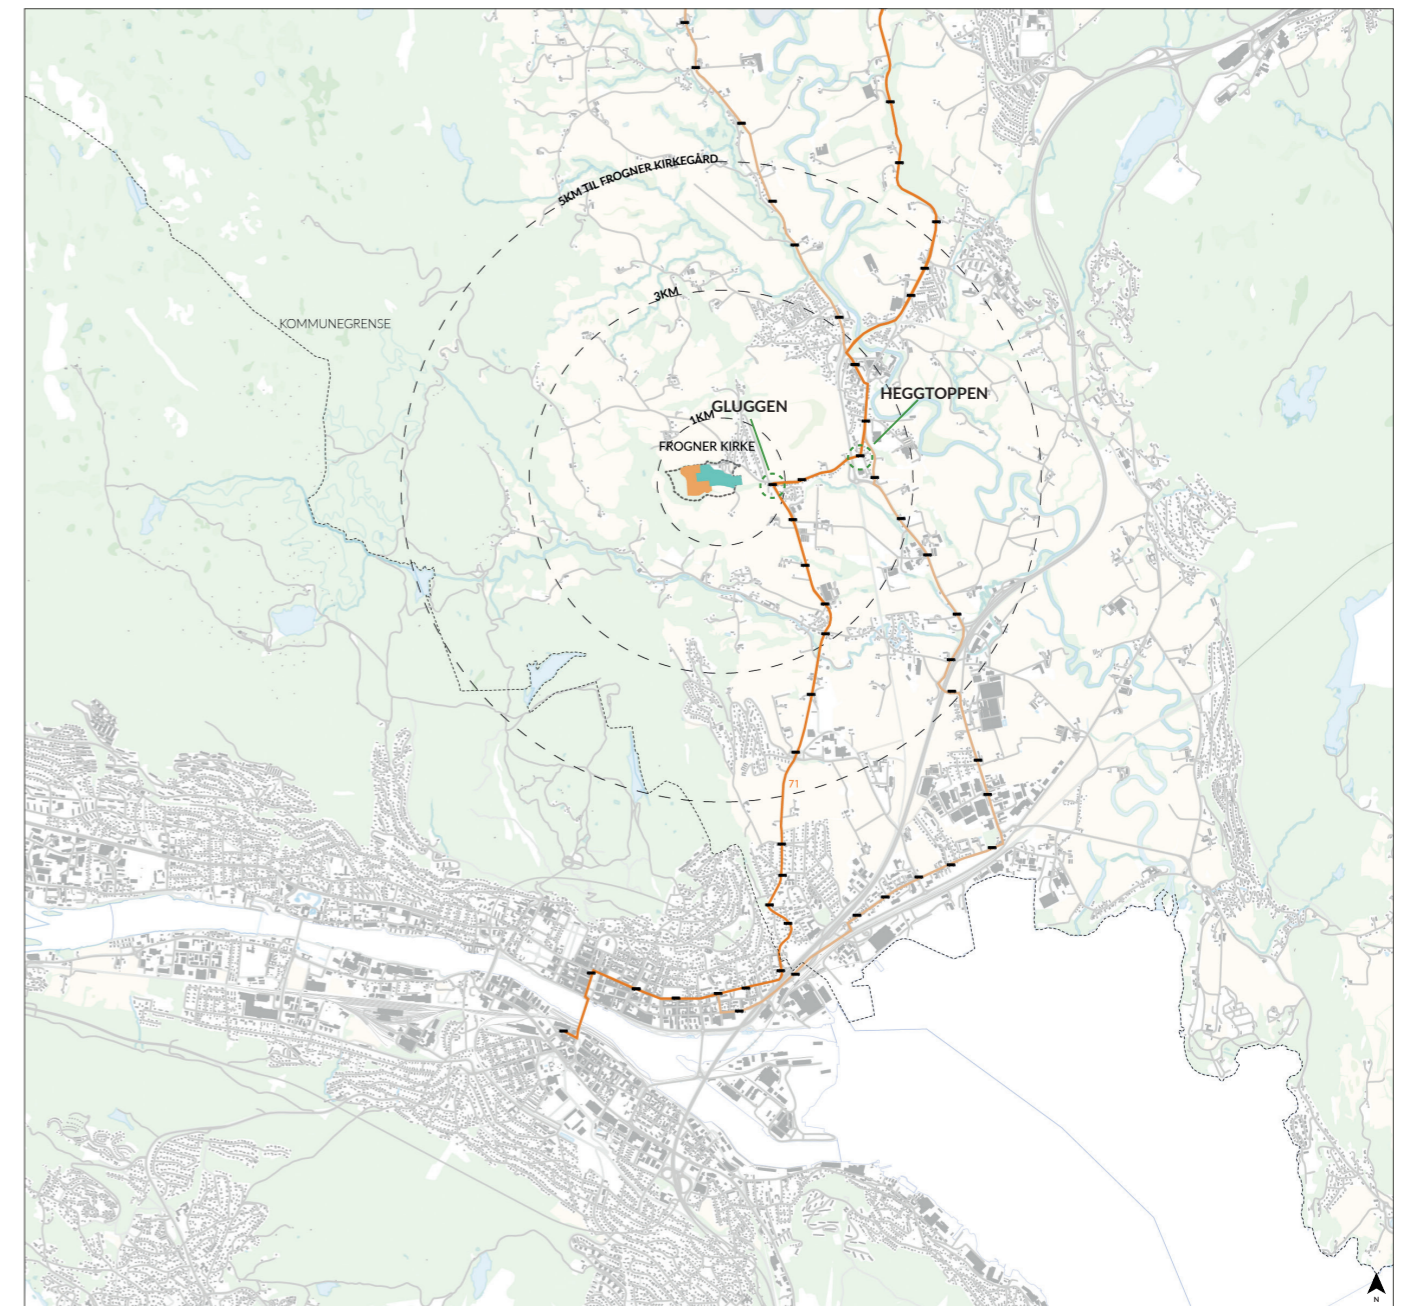 5KM TIL FROGNER KIRKEGÅRD
3KM
KOMMUNEGRENSE
HEGGTOPPEN
GLUGGEN
1KM
FROGNER KIRKE
71
N